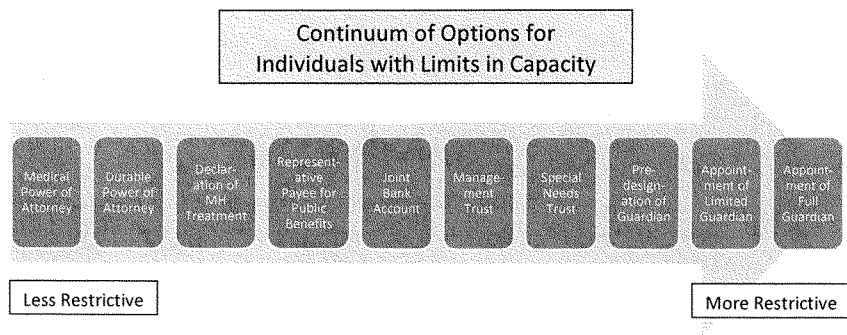 Continuum of Options for
Individuals with Limits in Capacity
Medical
Power of
Attorney
Durable
Power of
Attorney
Declar-
ation of
MH
Treatment
Represent-
ative
Payee for
Public
Benefits
Joint
Bank
Account
Manage
ment
Trust
Special
Needs
Trust
Pre-
design-
ation of
Guardian
Appoint-
ment of
Limited
Guardian
Appoint-
ment of
Full
Guardian
Less Restrictive
More Restrictive